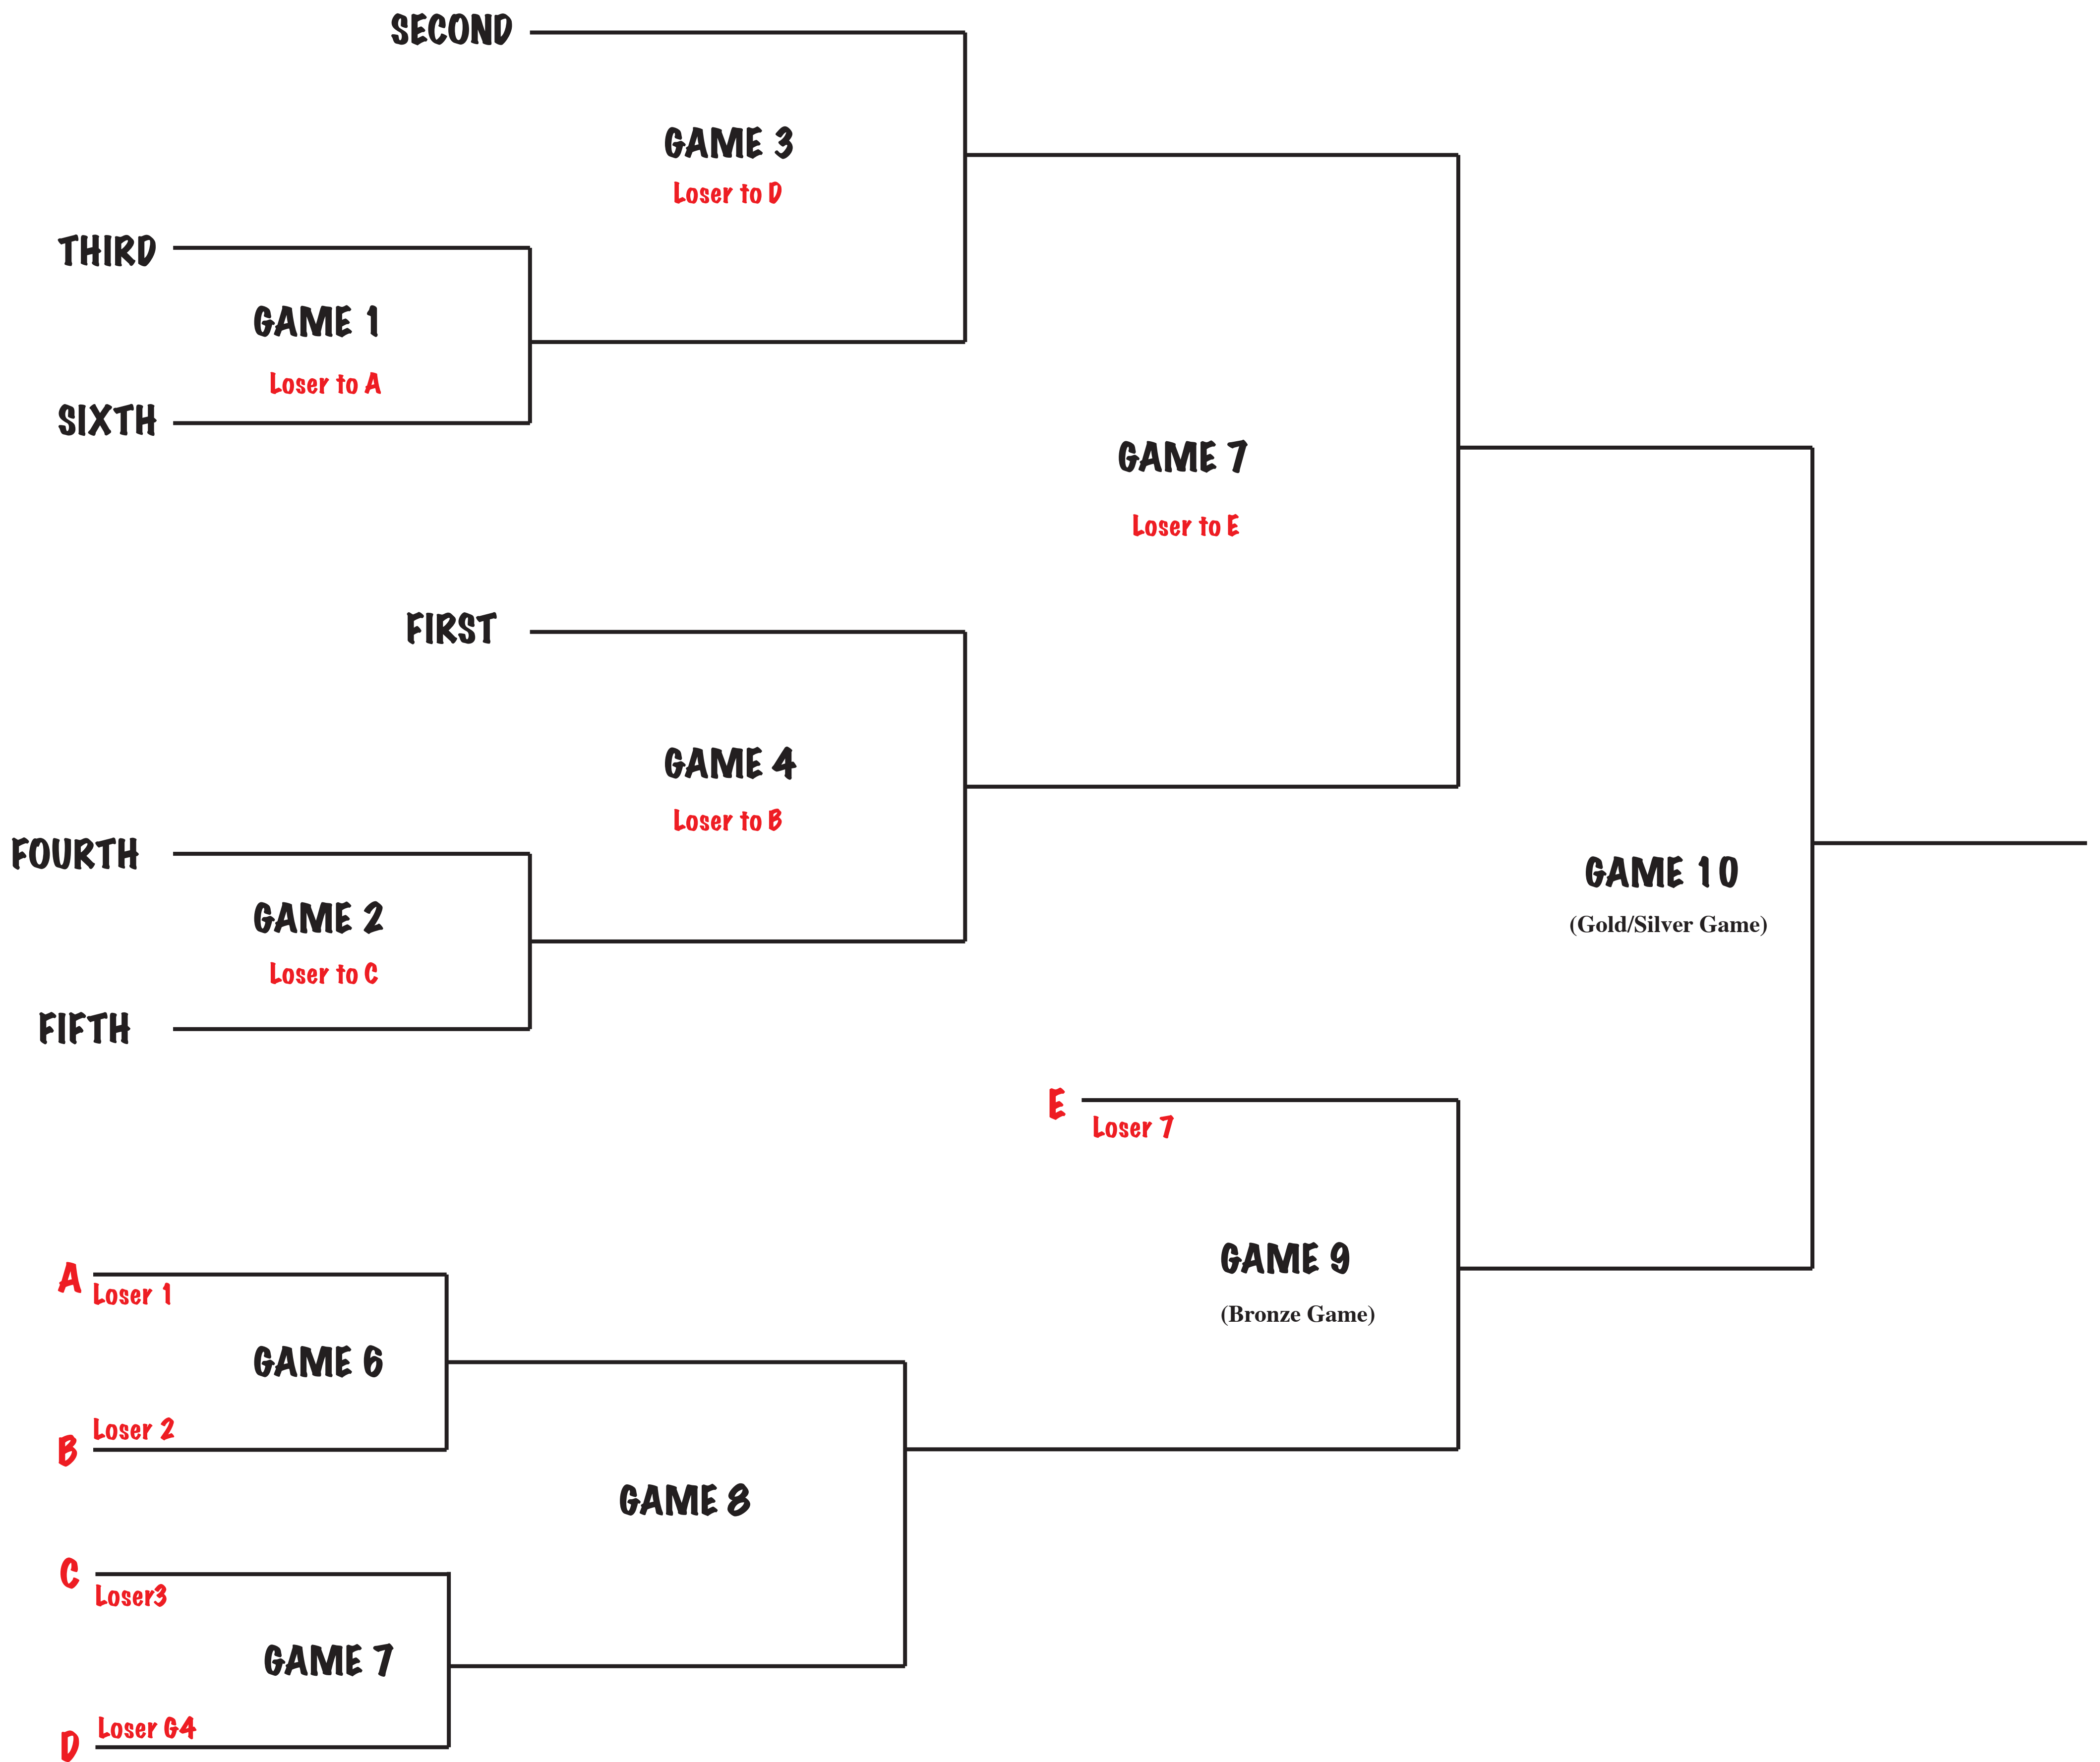 SECOND
GAME 3
Loser to D
THIRD
GAME 1
Loser to A
SIXTH
GAME 7
Loser to E
FIRST
GAME 4
Loser to B
FOURTH
GAME 2
Loser to C
FIFTH
GAME 10
(Gold/Silver Game)
E
Loser 7
GAME 9
(Bronze Game)
A
Loser 1
GAME 6
Loser 2
B
GAME 8
C
Loser3
GAME 7
Loser G4
D